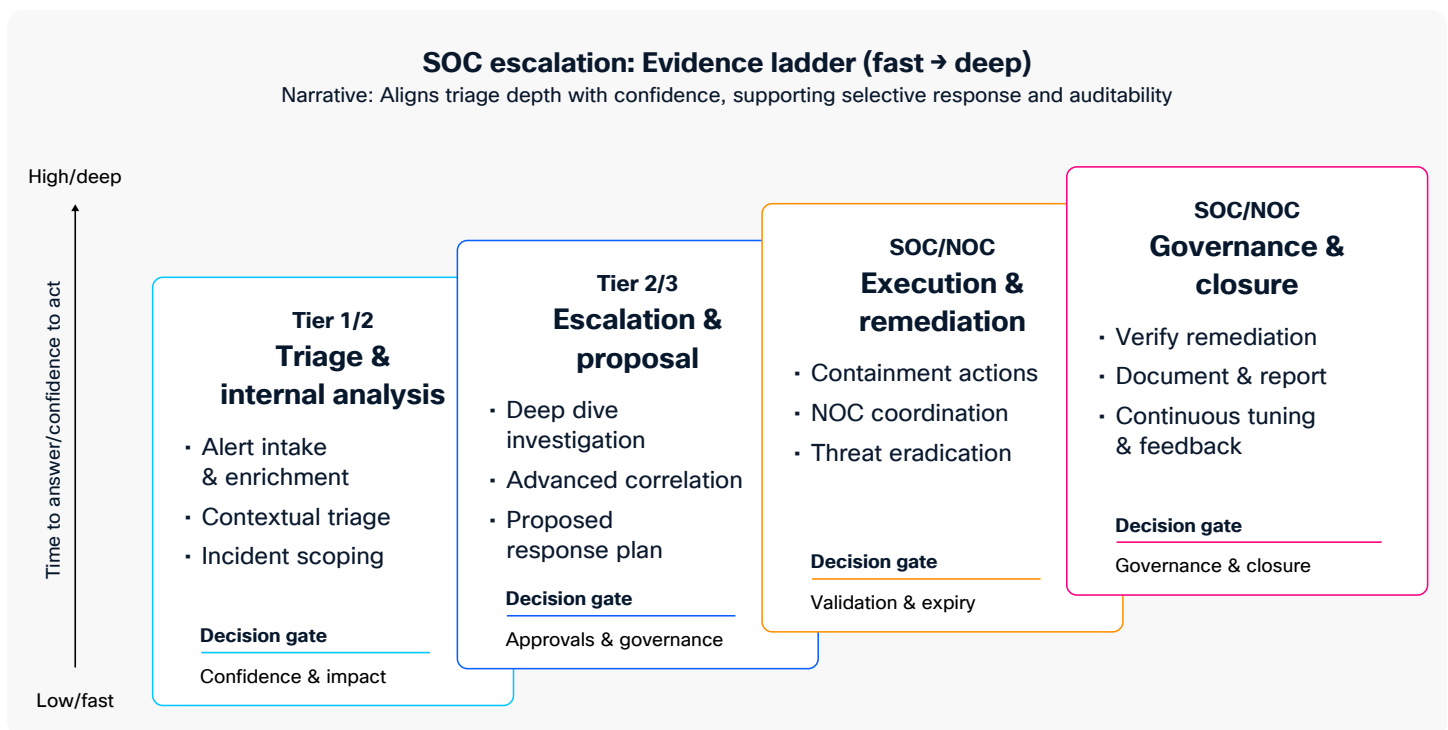 SOC escalation: Evidence ladder (fast → deep)
Narrative: Aligns triage depth with confidence, supporting selective response and auditability
High/deep
Time to answer/confidence to act
Low/fast
Tier 1/2
Triage &
internal analysis
▪ Alert intake
& enrichment
▪ Contextual triage
▪ Incident scoping
Decision gate
Confidence & impact
Tier 2/3
Escalation &
proposal
▪ Deep dive
investigation
▪ Advanced correlation
▪ Proposed
response plan
Decision gate
Approvals & governance
SOC/NOC
Execution &
remediation
▪ Containment actions
▪ NOC coordination
▪ Threat eradication
Decision gate
Validation & expiry
SOC/NOC
Governance &
closure
▪ Verify remediation
▪ Document & report
▪ Continuous tuning
& feedback
Decision gate
Governance & closure